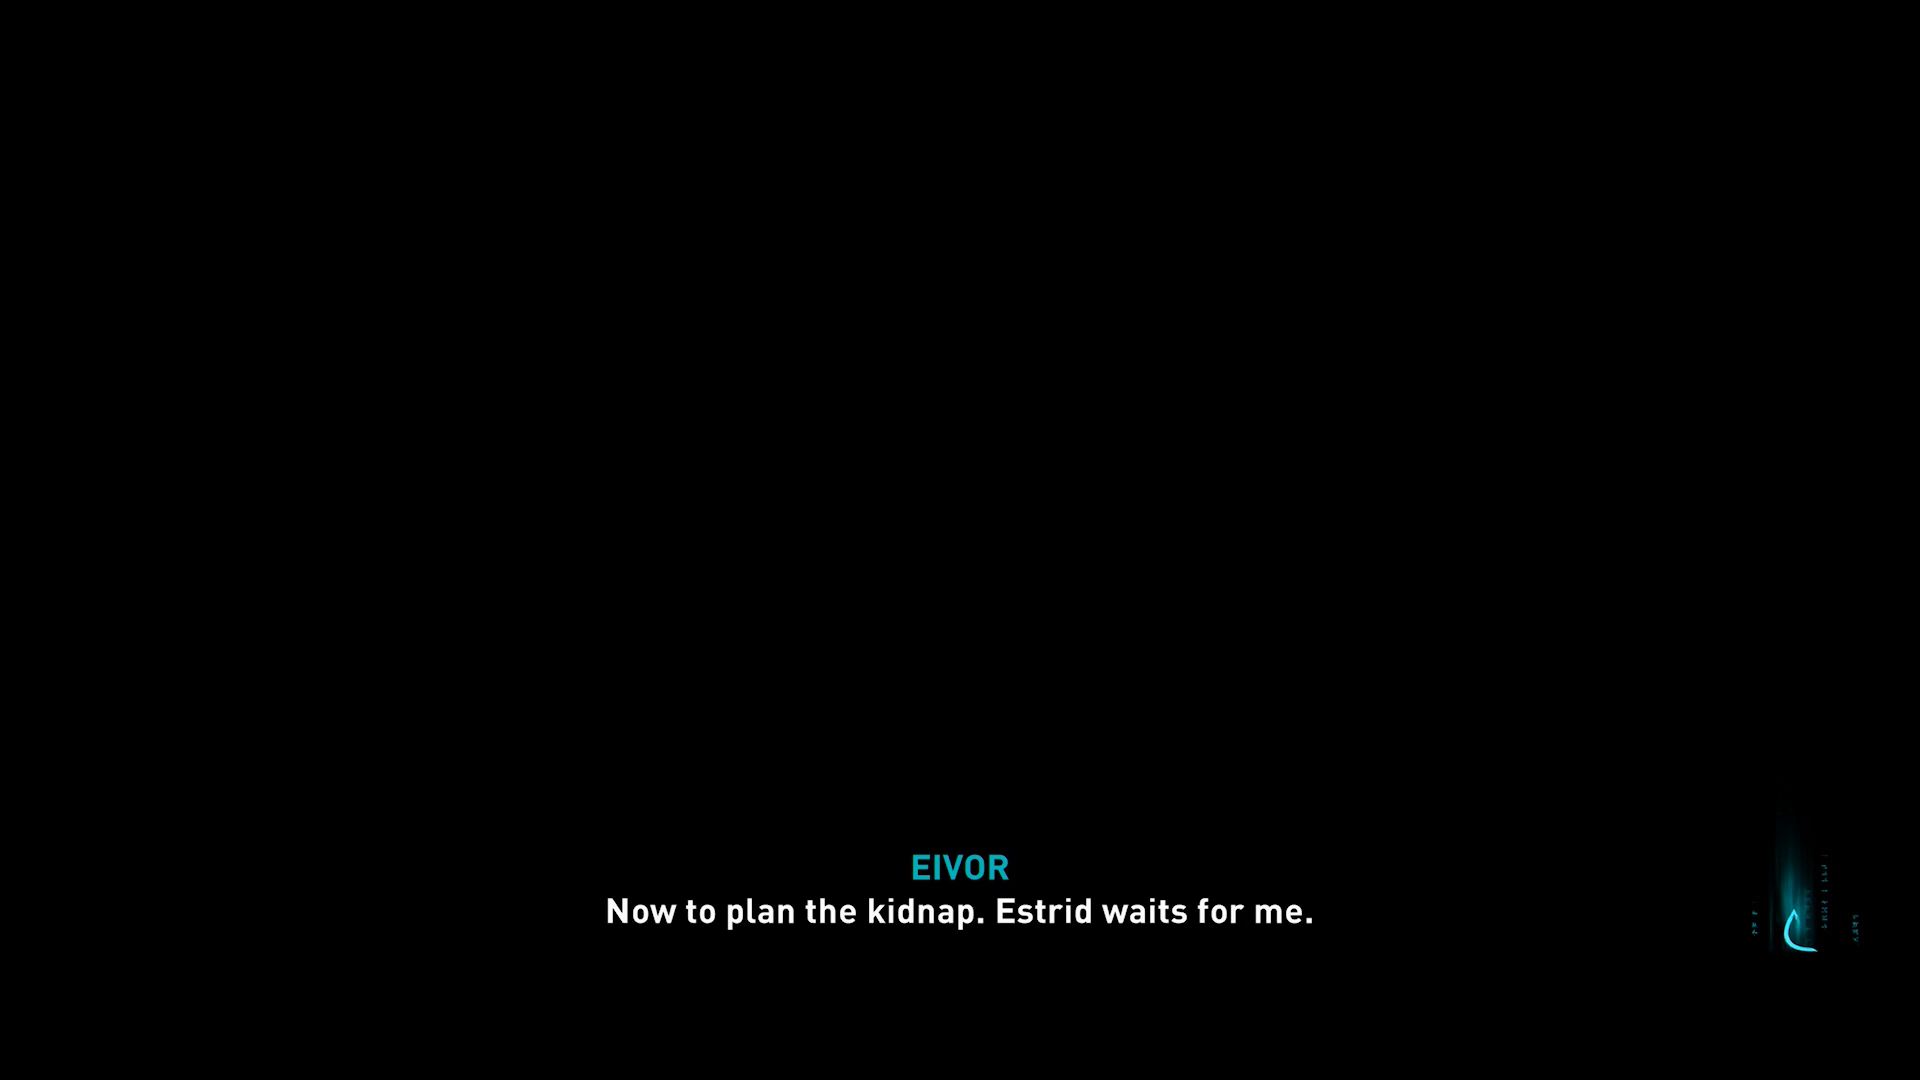 EIVOR
Now to plan the kidnap. Estrid waits for me.